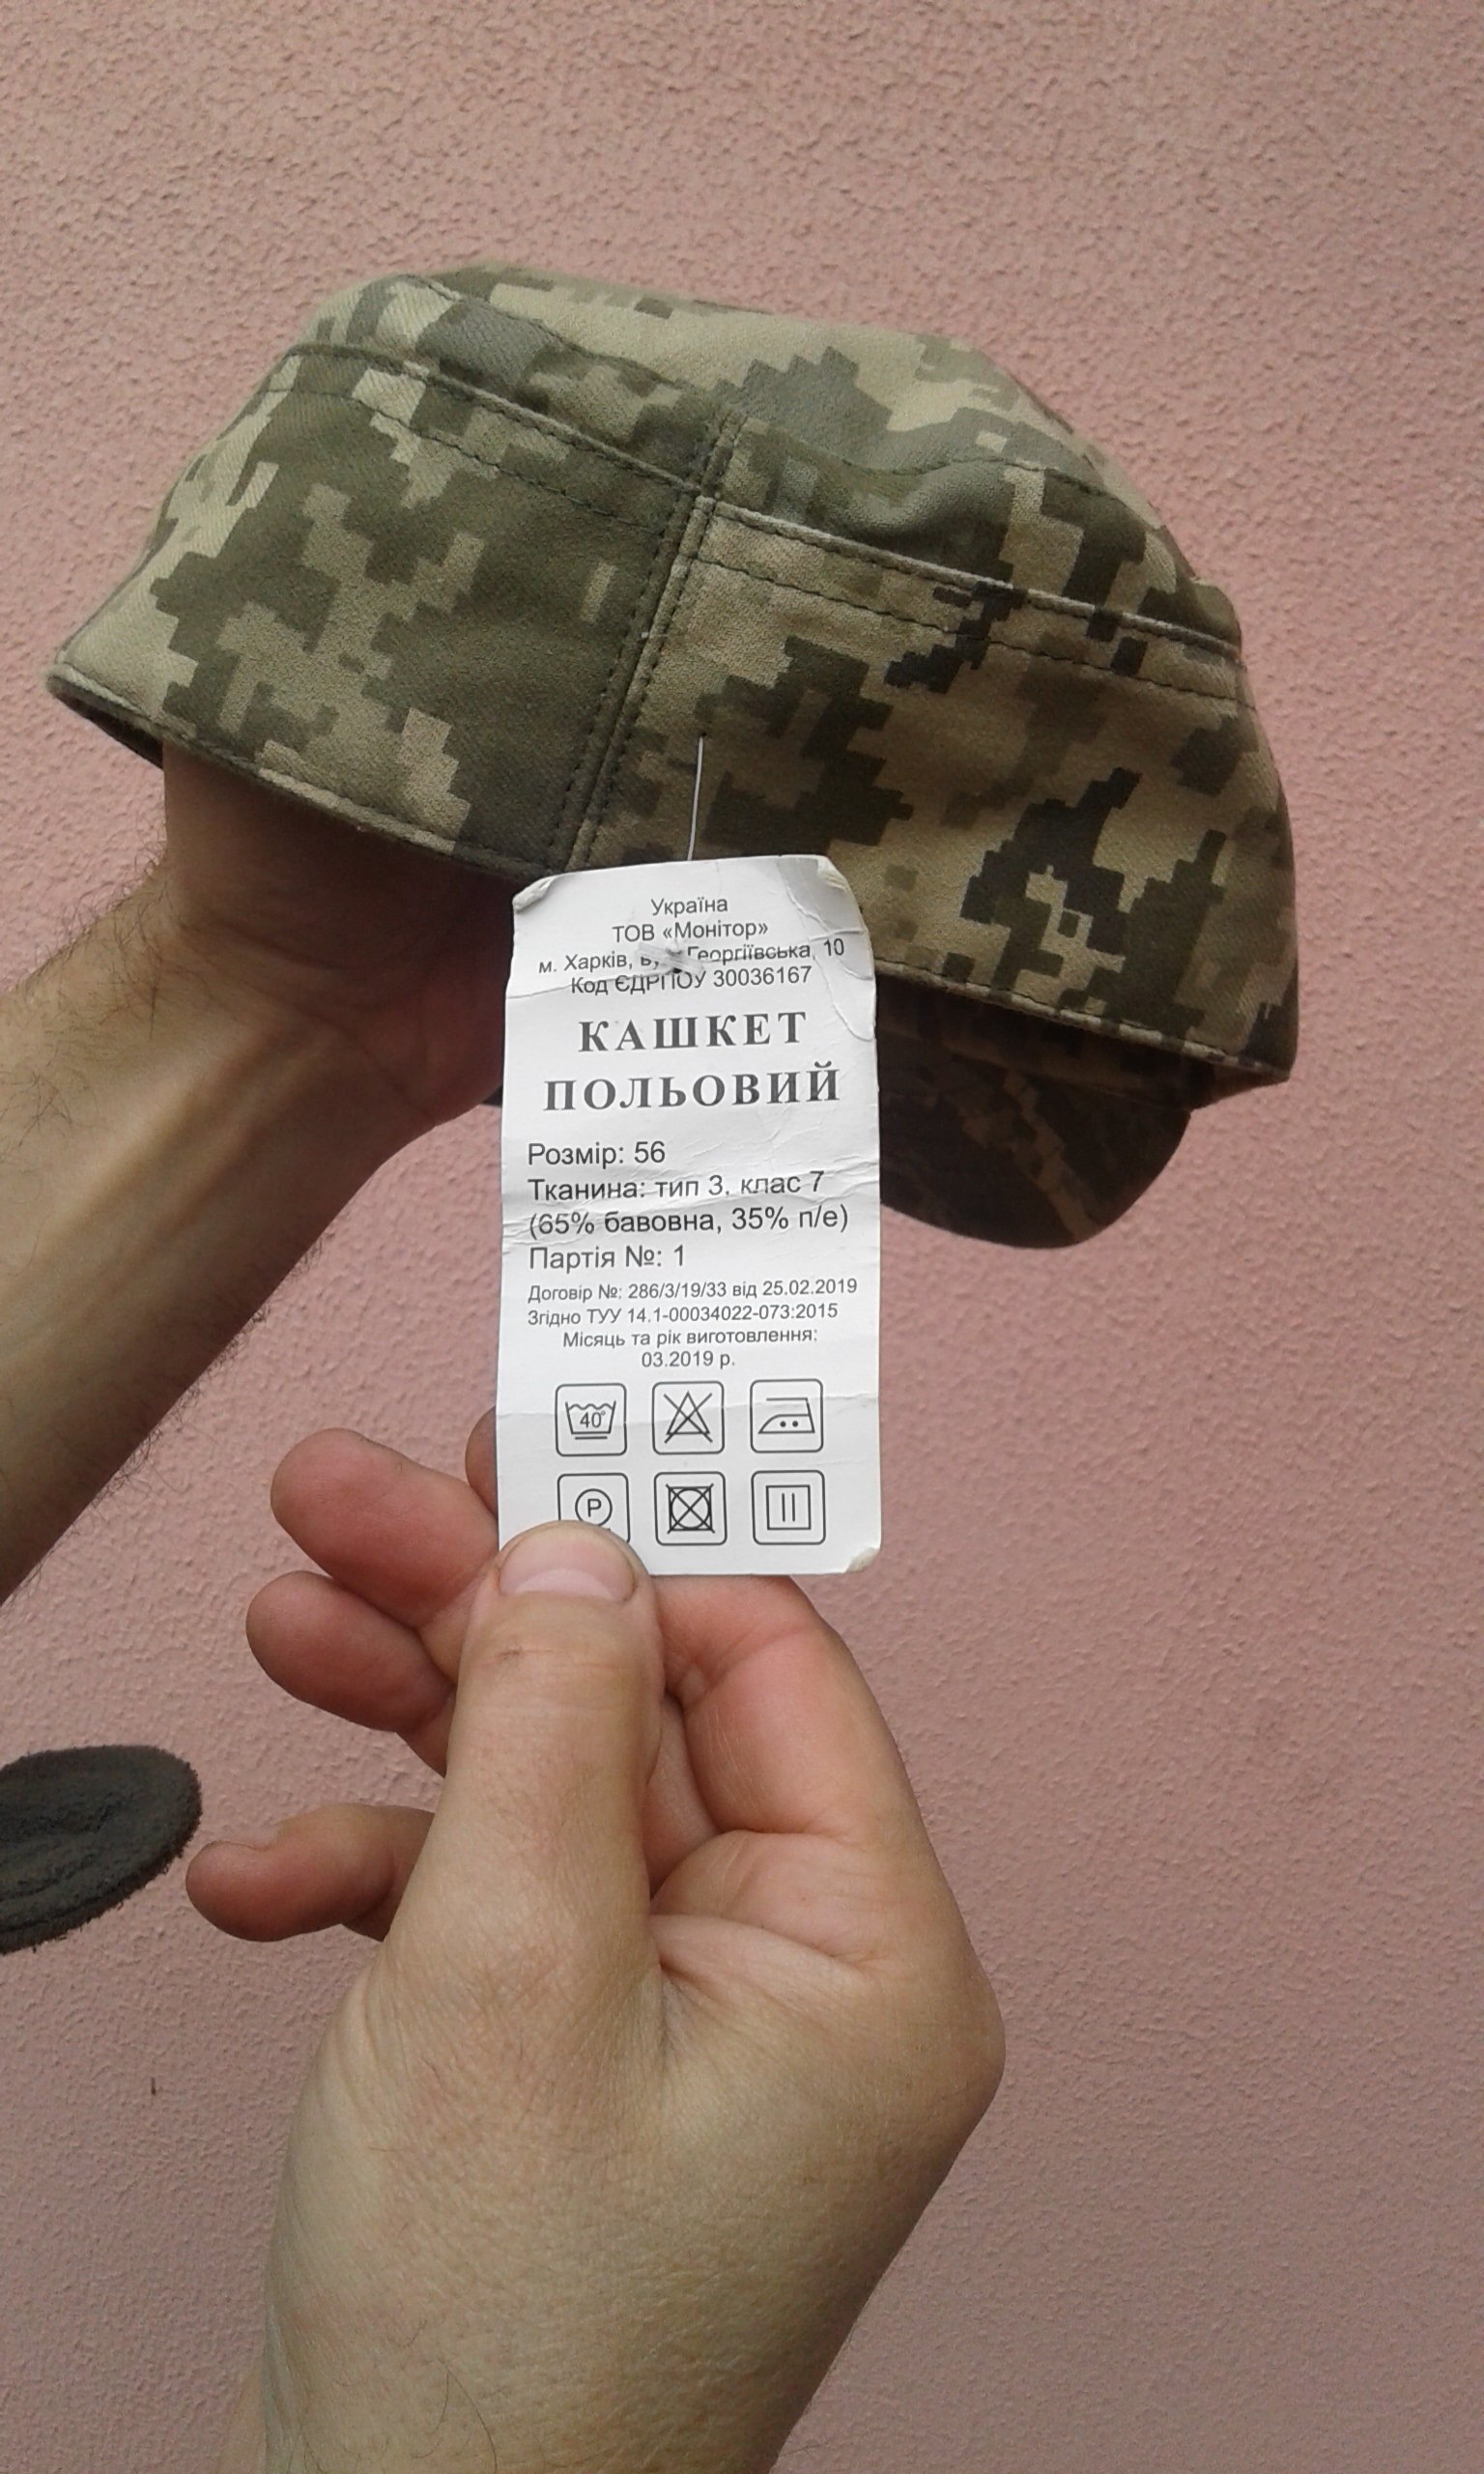 Україна
ТОВ «Монітор»
м. Харків, Георгіївська, 10
Код ЄДРПОУ 30036167
КАШКЕТ
ПОЛЬОВИЙ
Розмір: 56
Тканина: тип 3, клас 7
(65% бавовна, 35% п/е)
Партія №: 1
Договір №: 286/3/19/33 від 25.02.2019
Згідно ТУУ 14.1-00034022-073:2015
Місяць та рік виготовлення:
03.2019 р.
40°
P